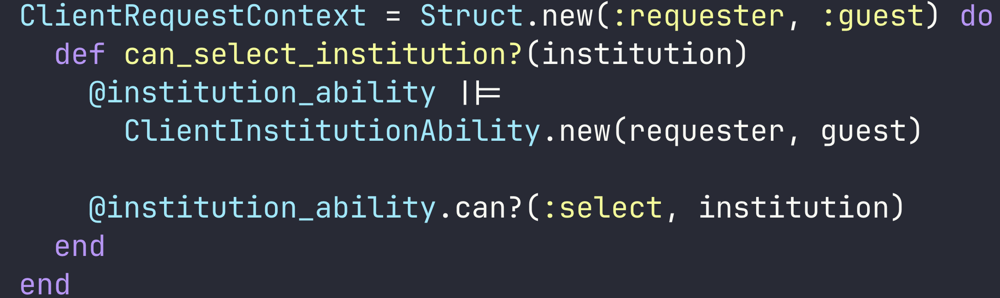 ClientRequestContext = Struct.new(:requester, :guest) do
  def can_select_institution?(institution)
    @institution_ability ||=
      ClientInstitutionAbility.new(requester, guest)

    @institution_ability.can?(:select, institution)
  end
end